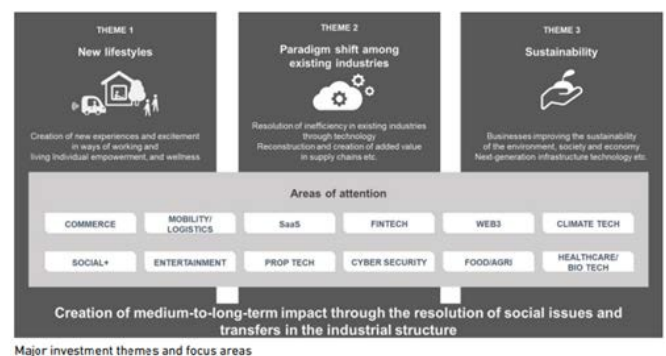 THEME 1
New lifestyles
Creation of new experiences and excitement
in ways of working and
living Individual empowerment, and wellness
THEME 2
Paradigm shift among
existing industries
Resolution of inefficiency in existing industries
through technology
Reconstruction and creation of added value
in supply chains etc.
THEME 3
Sustainability
Businesses improving the sustainability
of the environment, society and economy
Next-generation infrastructure technology etc.
Areas of attention
COMMERCE
MOBILITY/
LOGISTICS
SaaS
FINTECH
WEB3
CLIMATE TECH
SOCIAL+
ENTERTAINMENT
PROP TECH
CYBER SECURITY
FOOD/AGRI
HEALTHCARE/
BIO TECH
Creation of medium-to-long-term impact through the resolution of social issues and
transfers in the industrial structure
Major investment themes and focus areas